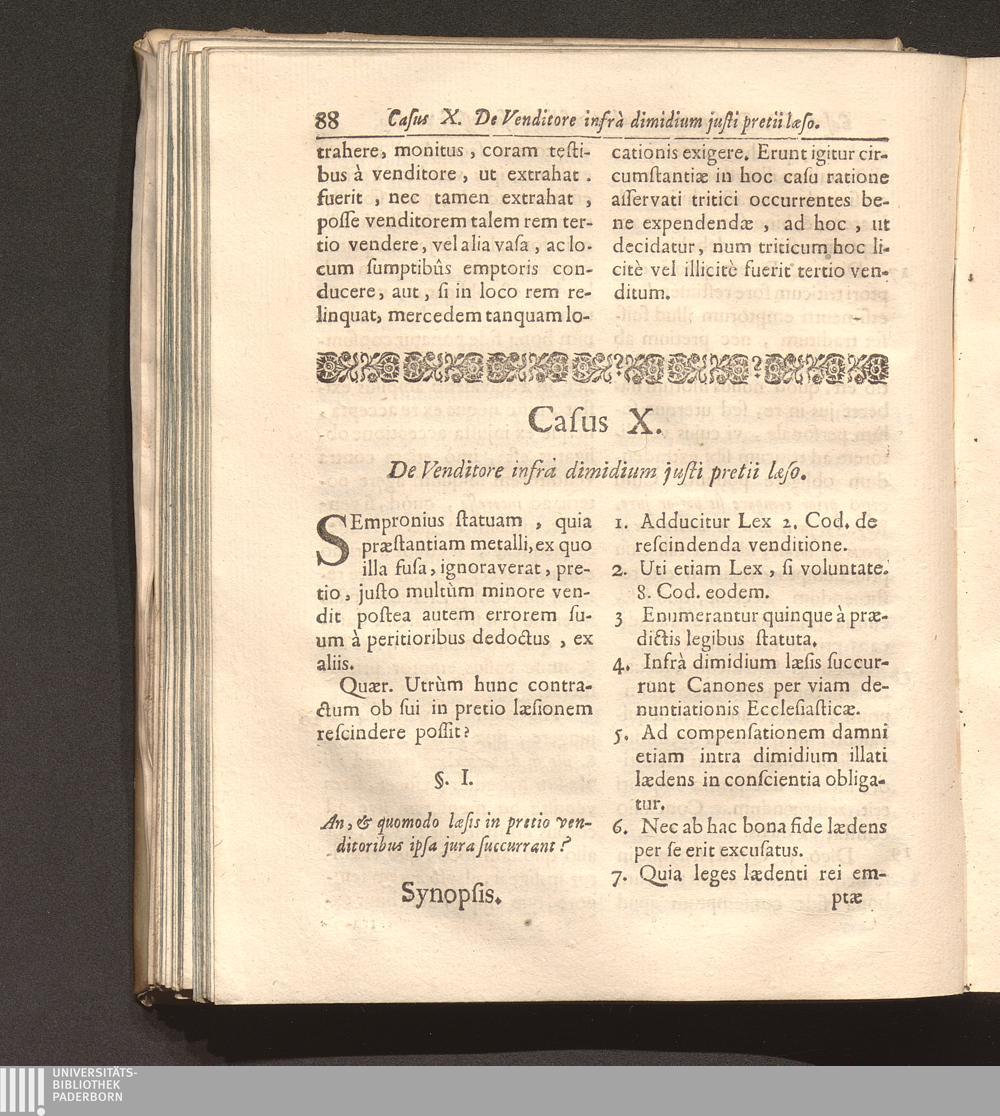 88 Caſus X. De Venditore infrà dimidium juſti pretii læſo.
trahere, monitus, coram teſti-
bus à venditore, ut extrahat.
fuerit, nec tamen extrahat,
poſſe venditorem talem rem ter-
tio vendere, vel alia vaſa, ac lo-
cum ſumptibûs emptoris con-
ducere, aut, ſi in loco rem re-
linquat, mercedem tanquam lo-
cationis exigere. Erunt igitur cir-
cumſtantiæ in hoc caſu ratione
aſſervati tritici occurrentes be-
ne expendendæ, ad hoc, ut
decidatur, num triticum hoc li-
citè vel illicitè fuerit tertio ven-
ditum.
Caſus X.
De Venditore infrà dimidium juſti pretii læſo.
SEmpronius ſtatuam, quia
præſtantiam metalli, ex quo
illa fuſa, ignoraverat, pre-
tio, juſto multùm minore ven-
dit poſtea autem errorem ſu-
um à peritioribus dedoctus, ex
aliis.
Quær. Utrùm hunc contra-
ctum ob ſui in pretio læſionem
reſcindere poſſit?
§. I.
An, & quomodo læſis in pretio ven-
ditoribus ipſa jura ſuccurrant?
Synopſis.
1. Adducitur Lex 2. Cod. de
reſcindenda venditione.
2. Uti etiam Lex, ſi voluntate.
8. Cod. eodem.
3 Enumerantur quinque à præ-
dictis legibus ſtatuta.
4. Infrà dimidium læſis ſuccur-
runt Canones per viam de-
nuntiationis Eccleſiaſticæ.
5. Ad compenſationem damni
etiam intra dimidium illati
lædens in conſcientia obliga-
tur.
6. Nec ab hac bona fide lædens
per ſe erit excuſatus.
7. Quia leges lædenti rei em-
ptæ
UNIVERSITÄTS-
BIBLIOTHEK
PADERBORN